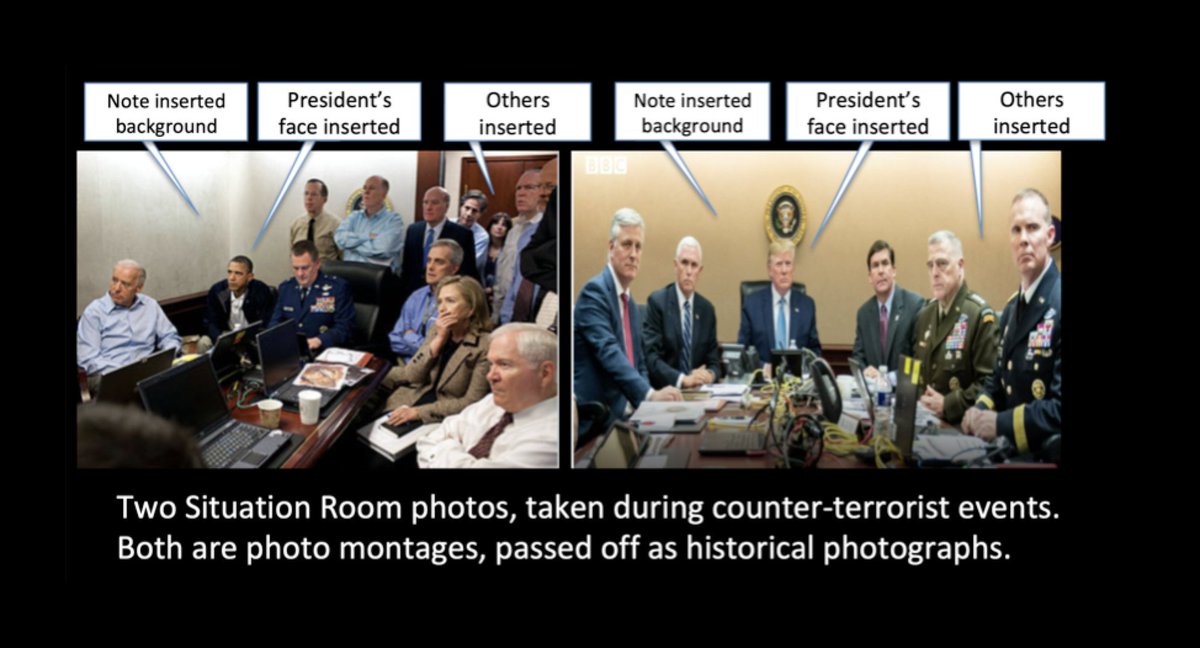 Note inserted
background
President's
face inserted
Others
inserted
Note inserted
background
President's
face inserted
Others
inserted
BBC
Two Situation Room photos, taken during counter-terrorist events.
Both are photo montages, passed off as historical photographs.